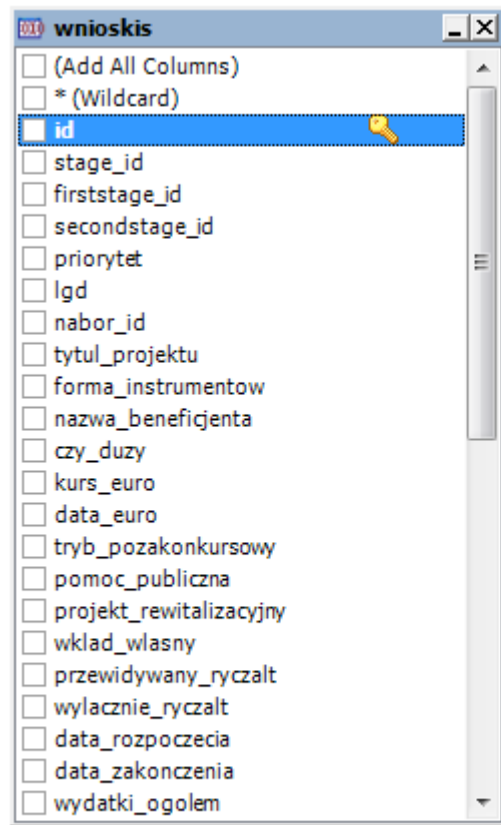 wnioskis
(Add All Columns)
* (Wildcard)
id
stage_id
firststage_id
secondstage_id
priorytet
lgd
nabor_id
tytul_projektu
forma_instrumentow
nazwa_beneficjenta
czy_duzy
kurs_euro
data_euro
tryb_pozakonkursowy
pomoc_publiczna
projekt_rewitalizacyjny
wklad_wlasny
przewidywany_ryczalt
wylacznie_ryczalt
data_rozpoczecia
data_zakonczenia
wydatki_ogolem